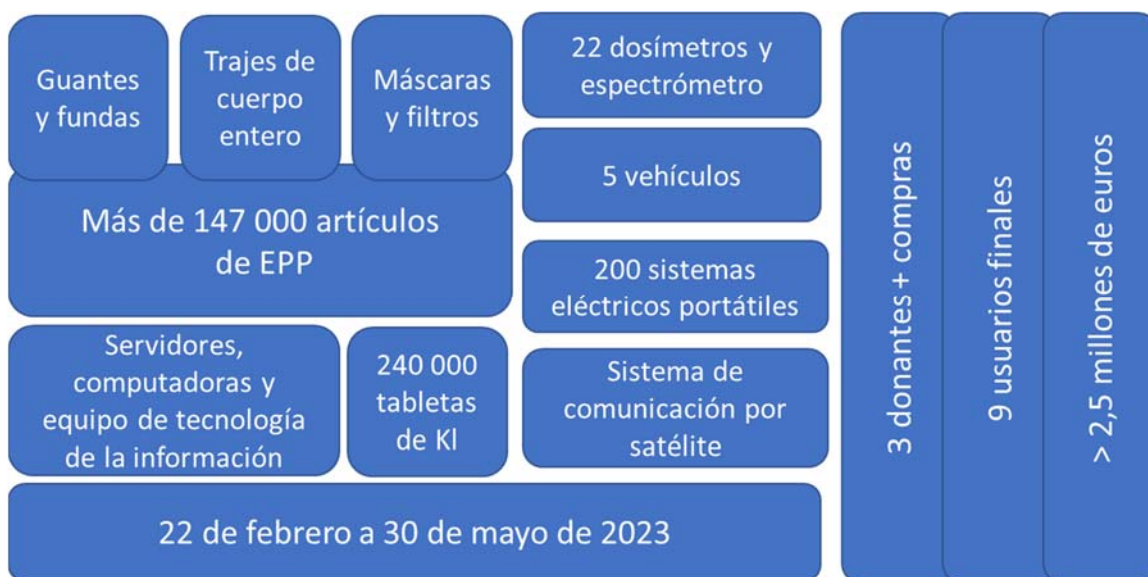 Guantes
y fundas
Trajes de
cuerpo
entero
Máscaras
y filtros
Más de 147 000 artículos
de EPP
Servidores,
computadoras y
equipo de tecnología
de la información
240 000
tabletas
de Kl
22 dosímetros y
espectrómetro
5 vehículos
200 sistemas
eléctricos portátiles
Sistema de
comunicación por
satélite
22 de febrero a 30 de mayo de 2023
3 donantes + compras
9 usuarios finales
> 2,5 millones de euros